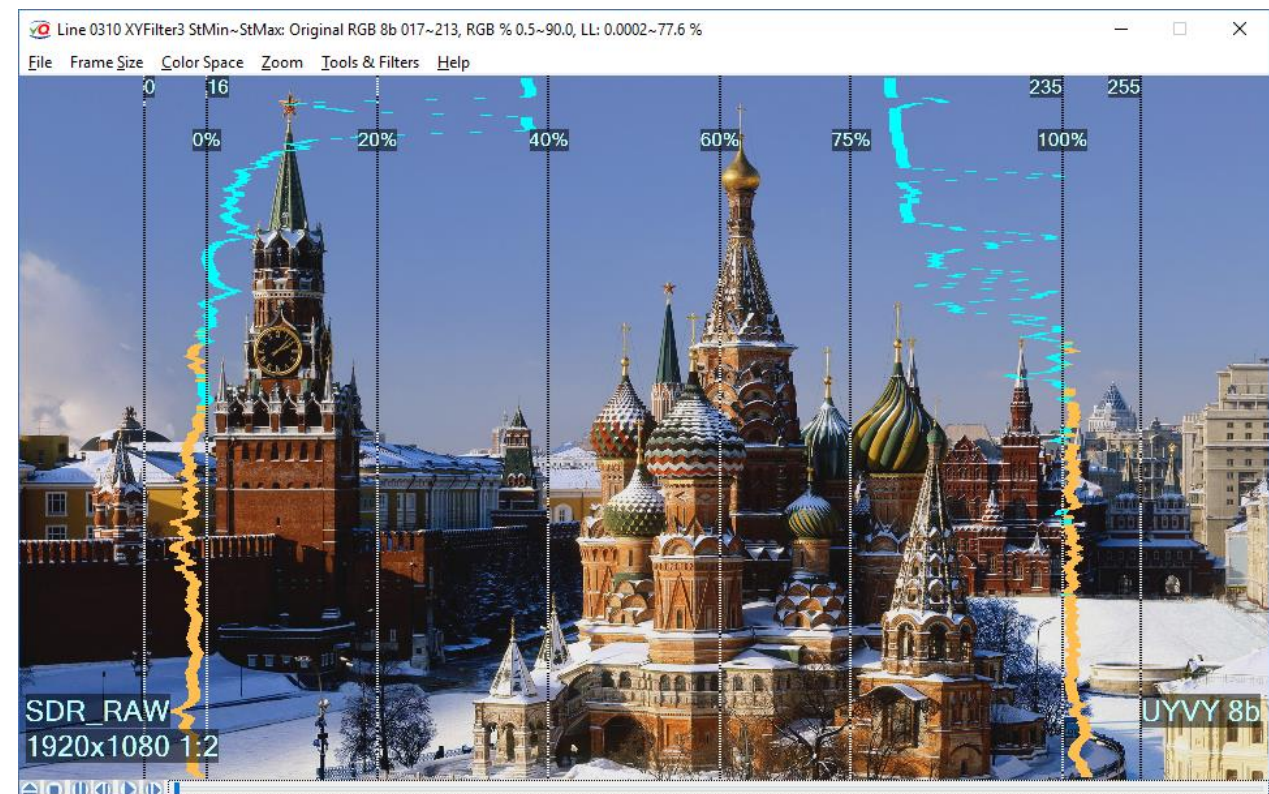 Line 0310 XYFilter3 StMin~StMax: Original RGB 8b 017~213, RGB % 0.5~90.0, LL: 0.0002~77.6 %
File Frame Size Color Space Zoom Tools & Filters Help
0 16 235 255
0% 20% 40% 60% 75% 100%
SDR_RAW
1920x1080 1:2
UYVY 8b